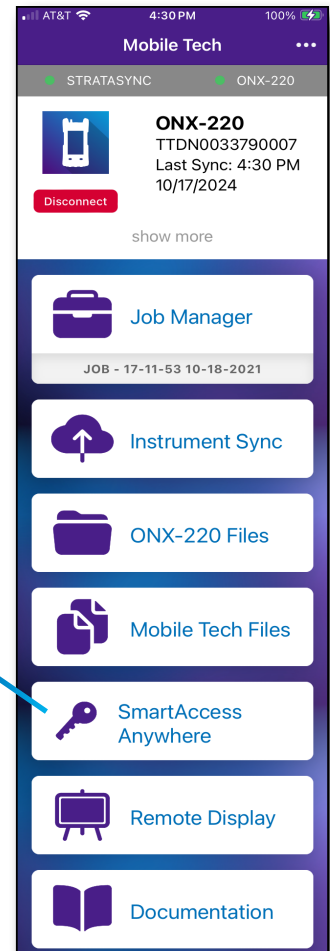 AT&T 4:30 PM 100%
Mobile Tech
STRATASYNC ONX-220
ONX-220
TTDN0033790007
Last Sync: 4:30 PM
10/17/2024
Disconnect
show more
Job Manager
JOB - 17-11-53 10-18-2021
Instrument Sync
ONX-220 Files
Mobile Tech Files
SmartAccess
Anywhere
Remote Display
Documentation